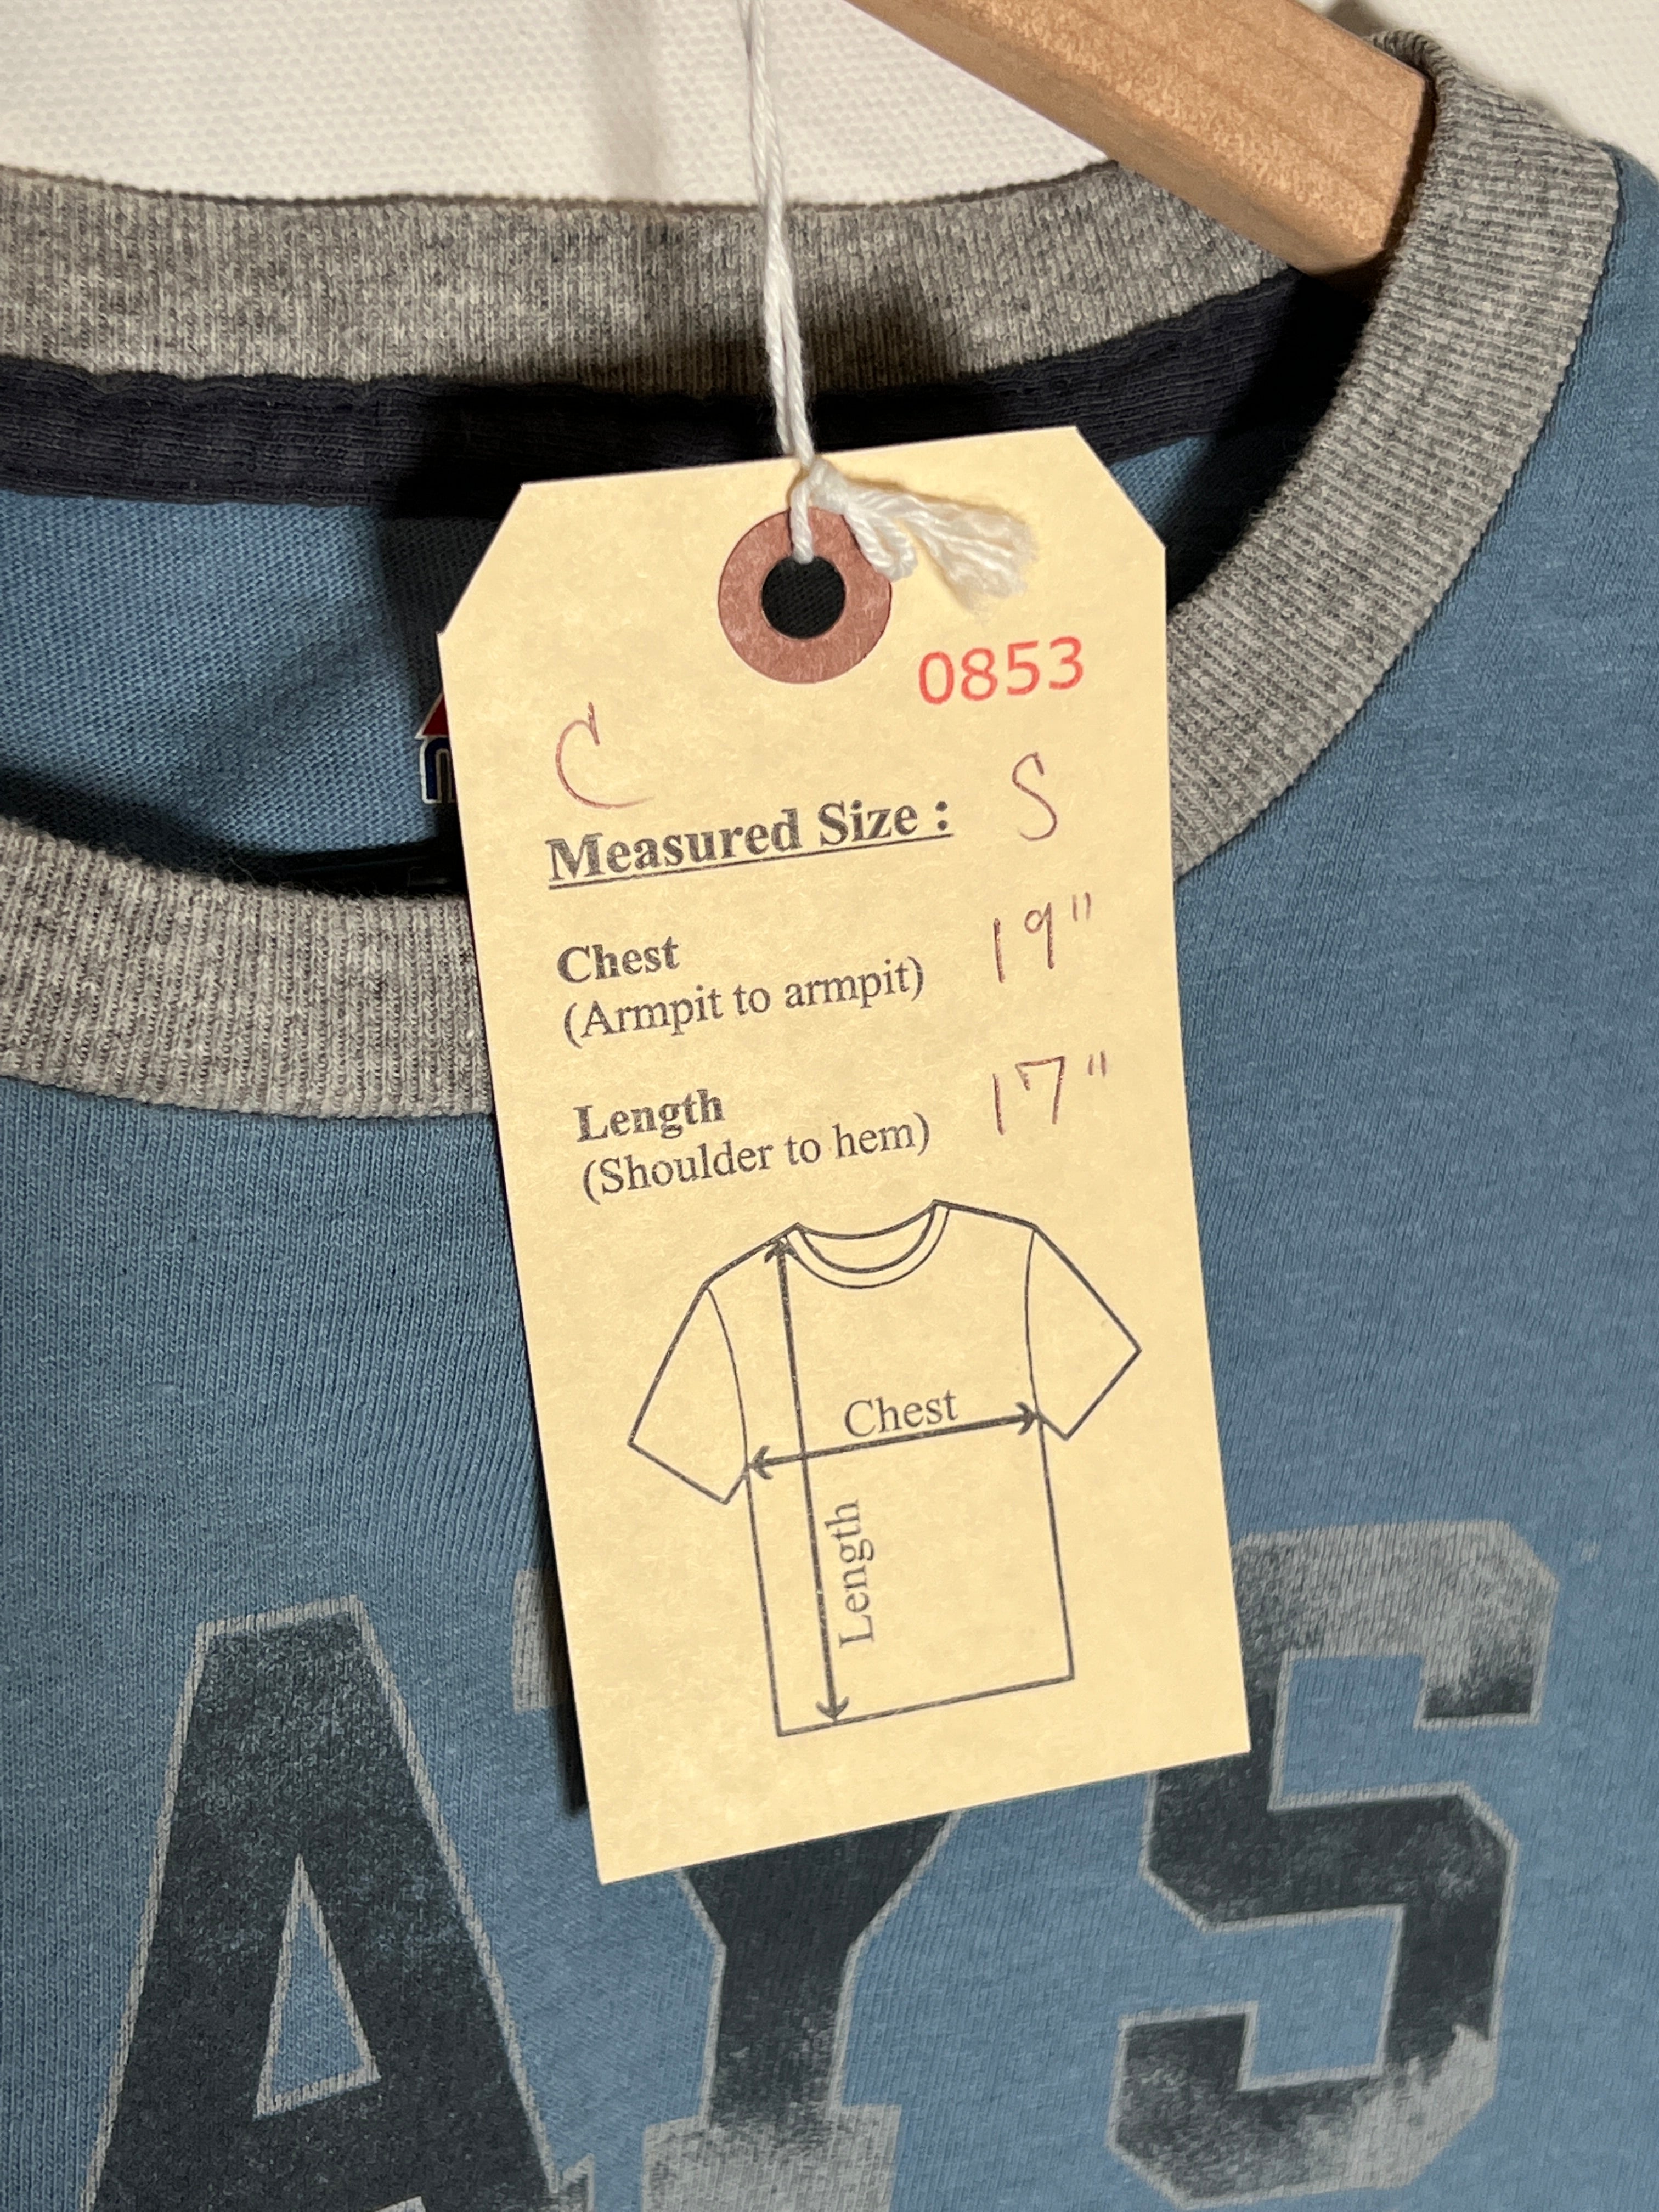 0853
C
Measured Size : S
Chest 19"
(Armpit to armpit)
Length 17"
(Shoulder to hem)
Chest
Length
AYS